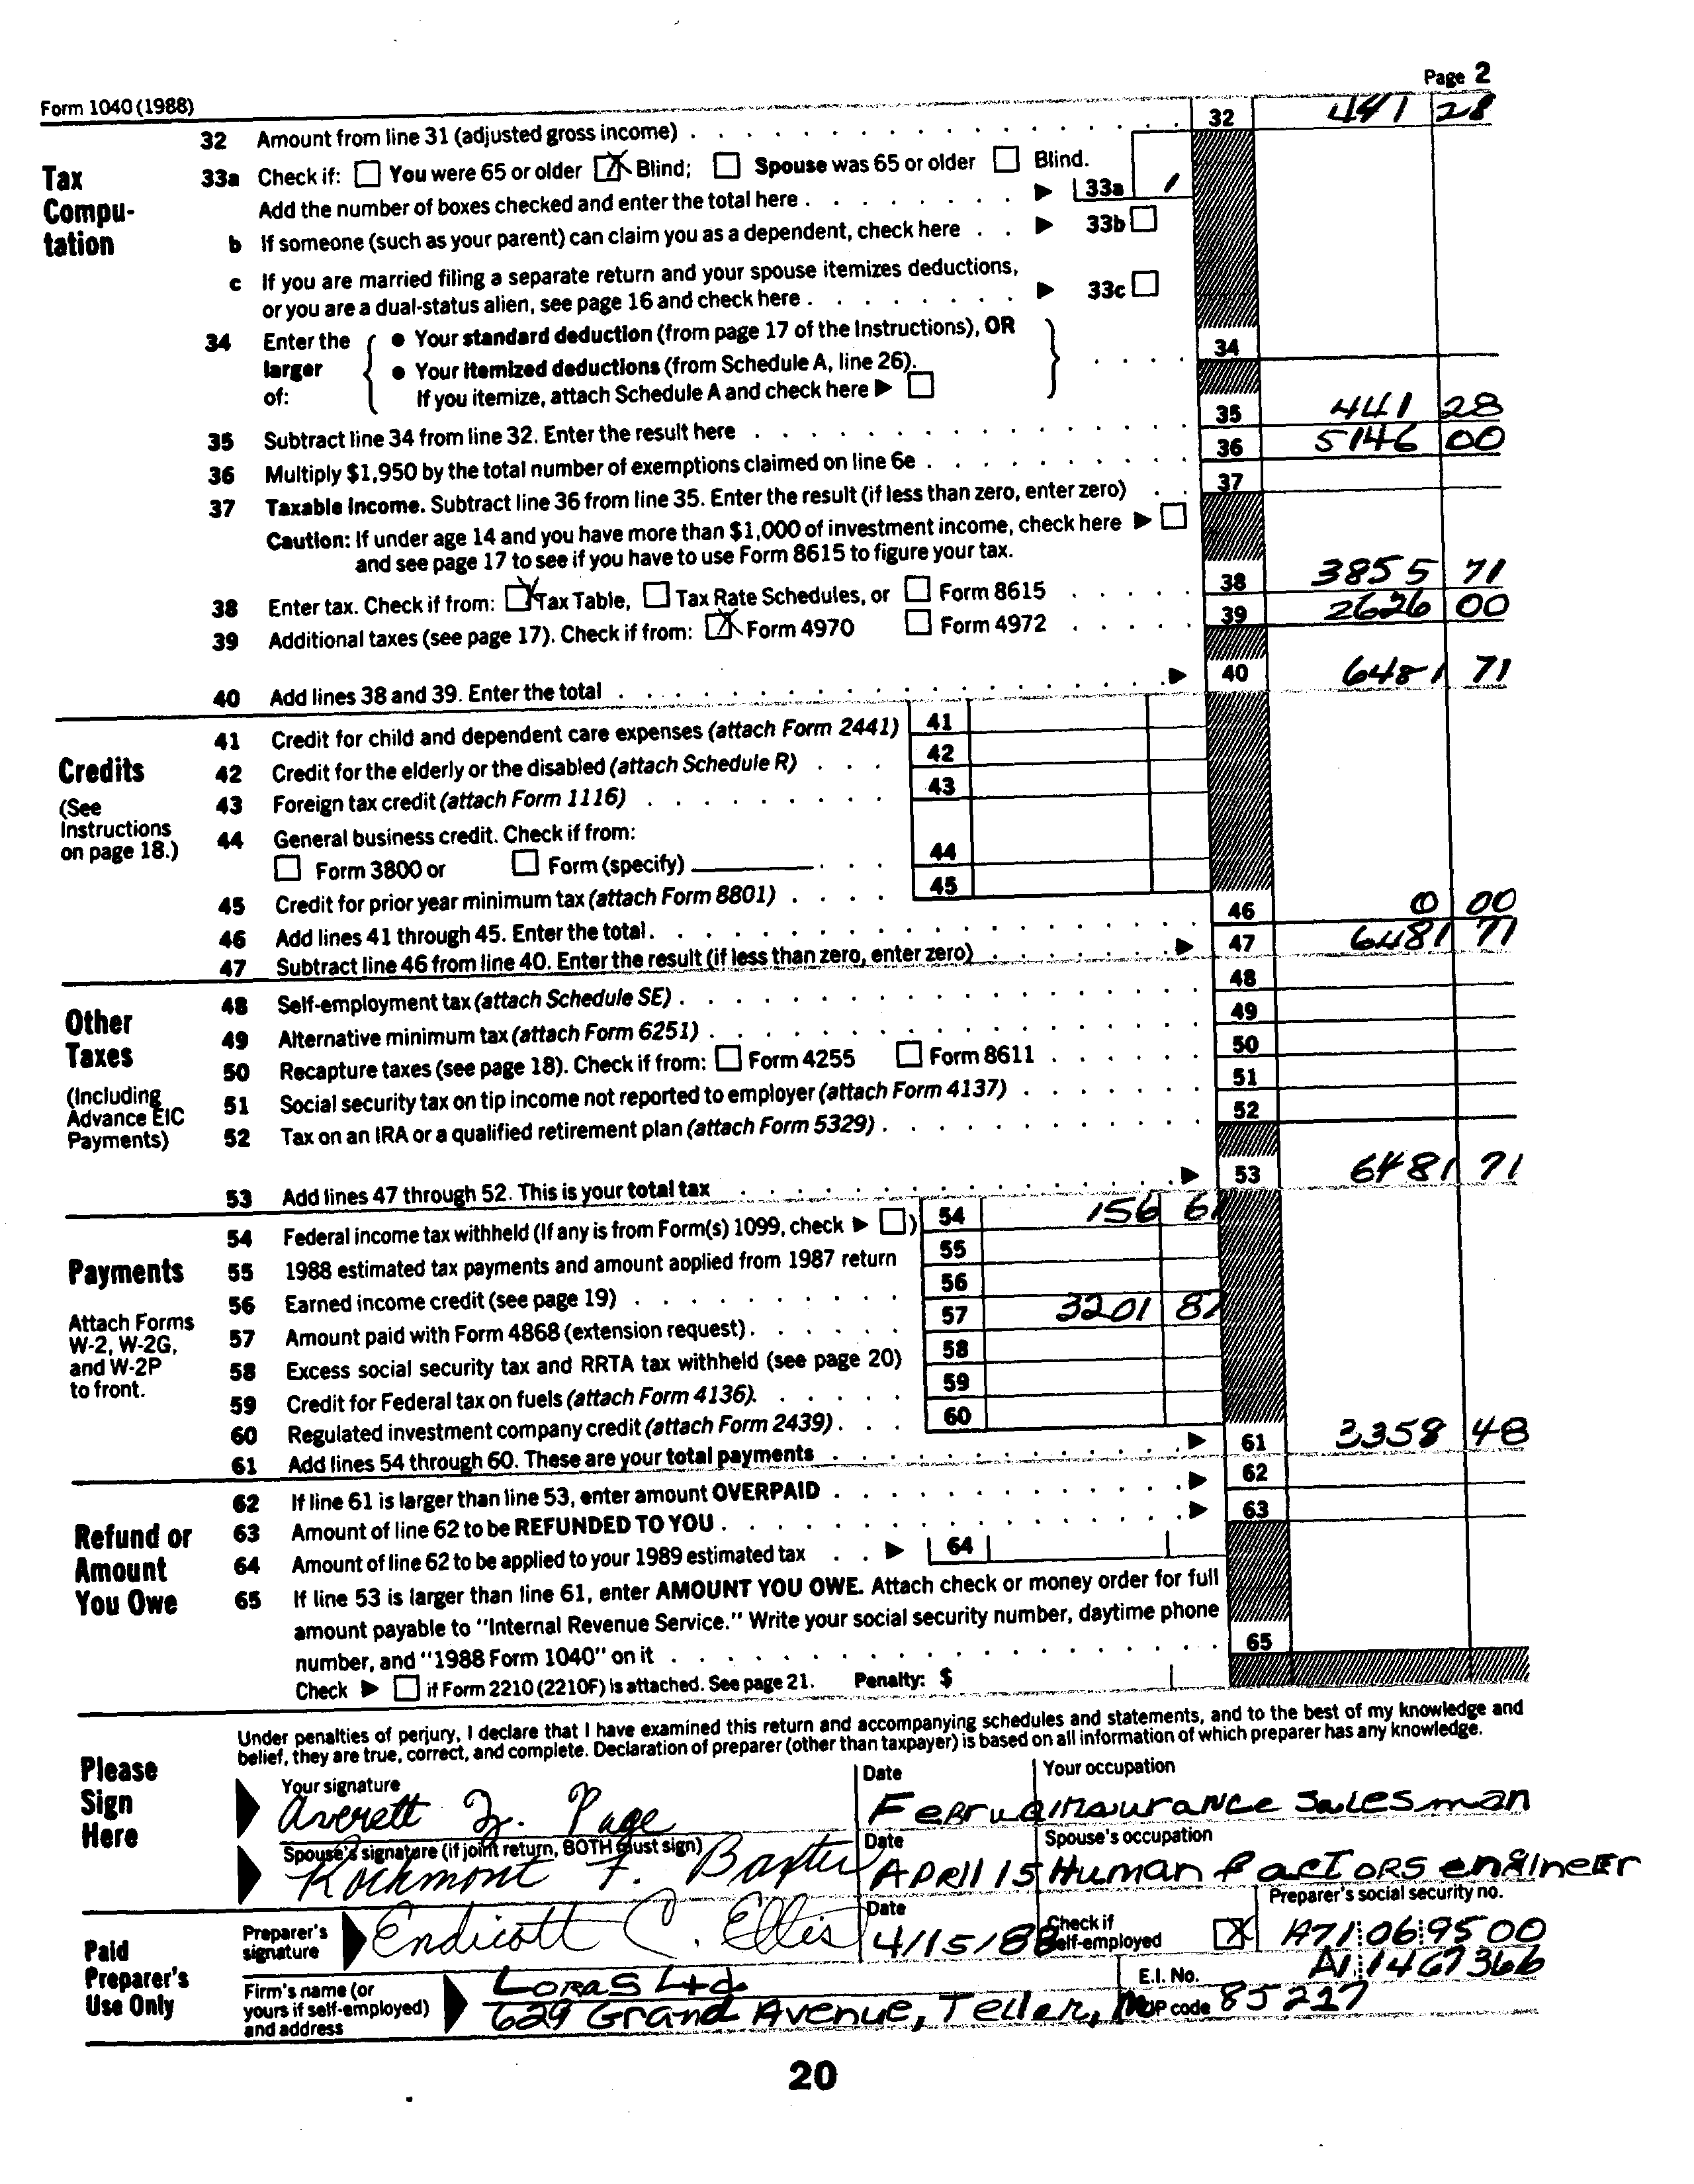 Page 2
Form 1040 (1988)
32 Amount from line 31 (adjusted gross income) 32 441 28
Tax Compu- tation
33a Check if: You were 65 or older X Blind; Spouse was 65 or older Blind.
Add the number of boxes checked and enter the total here 33a 1
b If someone (such as your parent) can claim you as a dependent, check here 33b
c If you are married filing a separate return and your spouse itemizes deductions,
or you are a dual-status alien, see page 16 and check here 33c
34 Enter the larger of: { • Your standard deduction (from page 17 of the Instructions), OR
• Your itemized deductions (from Schedule A, line 26).
If you itemize, attach Schedule A and check here } 34
35 Subtract line 34 from line 32. Enter the result here 35 441 28
36 Multiply $1,950 by the total number of exemptions claimed on line 6e 36 5146 00
37 Taxable income. Subtract line 36 from line 35. Enter the result (if less than zero, enter zero) 37
Caution: If under age 14 and you have more than $1,000 of investment income, check here
and see page 17 to see if you have to use Form 8615 to figure your tax.
38 Enter tax. Check if from: X Tax Table, Tax Rate Schedules, or Form 8615 38 3855 71
39 Additional taxes (see page 17). Check if from: X Form 4970 Form 4972 39 2626 00
40 Add lines 38 and 39. Enter the total 40 6481 71
Credits
(See Instructions on page 18.)
41 Credit for child and dependent care expenses (attach Form 2441) 41
42 Credit for the elderly or the disabled (attach Schedule R) 42
43 Foreign tax credit (attach Form 1116) 43
44 General business credit. Check if from:
Form 3800 or Form (specify) 44
45 Credit for prior year minimum tax (attach Form 8801) 45
46 Add lines 41 through 45. Enter the total 46 0 00
47 Subtract line 46 from line 40. Enter the result (if less than zero, enter zero) 47 6481 71
Other Taxes
(Including Advance EIC Payments)
48 Self-employment tax (attach Schedule SE) 48
49 Alternative minimum tax (attach Form 6251) 49
50 Recapture taxes (see page 18). Check if from: Form 4255 Form 8611 50
51 Social security tax on tip income not reported to employer (attach Form 4137) 51
52 Tax on an IRA or a qualified retirement plan (attach Form 5329) 52
53 Add lines 47 through 52. This is your total tax 53 6481 71
Payments
Attach Forms W-2, W-2G, and W-2P to front.
54 Federal income tax withheld (If any is from Form(s) 1099, check ) 54 156 61
55 1988 estimated tax payments and amount applied from 1987 return 55
56 Earned income credit (see page 19) 56
57 Amount paid with Form 4868 (extension request) 57 3201 87
58 Excess social security tax and RRTA tax withheld (see page 20) 58
59 Credit for Federal tax on fuels (attach Form 4136) 59
60 Regulated investment company credit (attach Form 2439) 60
61 Add lines 54 through 60. These are your total payments 61 3358 48
Refund or Amount You Owe
62 If line 61 is larger than line 53, enter amount OVERPAID 62
63 Amount of line 62 to be REFUNDED TO YOU 63
64 Amount of line 62 to be applied to your 1989 estimated tax 64
65 If line 53 is larger than line 61, enter AMOUNT YOU OWE. Attach check or money order for full
amount payable to "Internal Revenue Service." Write your social security number, daytime phone
number, and "1988 Form 1040" on it 65
Check if Form 2210 (2210F) is attached. See page 21. Penalty: $
Please Sign Here
Under penalties of perjury, I declare that I have examined this return and accompanying schedules and statements, and to the best of my knowledge and
belief, they are true, correct, and complete. Declaration of preparer (other than taxpayer) is based on all information of which preparer has any knowledge.
Your signature Date Your occupation
Averett Page insurance salesman
Spouse's signature (if joint return, BOTH must sign) Date Spouse's occupation
Rockmont F. Baxter April 15 Human factors engineer
Paid Preparer's Use Only
Preparer's signature Endicott C. Ellis Date 4/15/88 Check if self-employed X Preparer's social security no. A71 06 9500
Firm's name (or yours if self-employed) and address Loras Ltd E.I. No. A1 1467366
629 Grand Avenue, Teller, ZIP code 85227
20